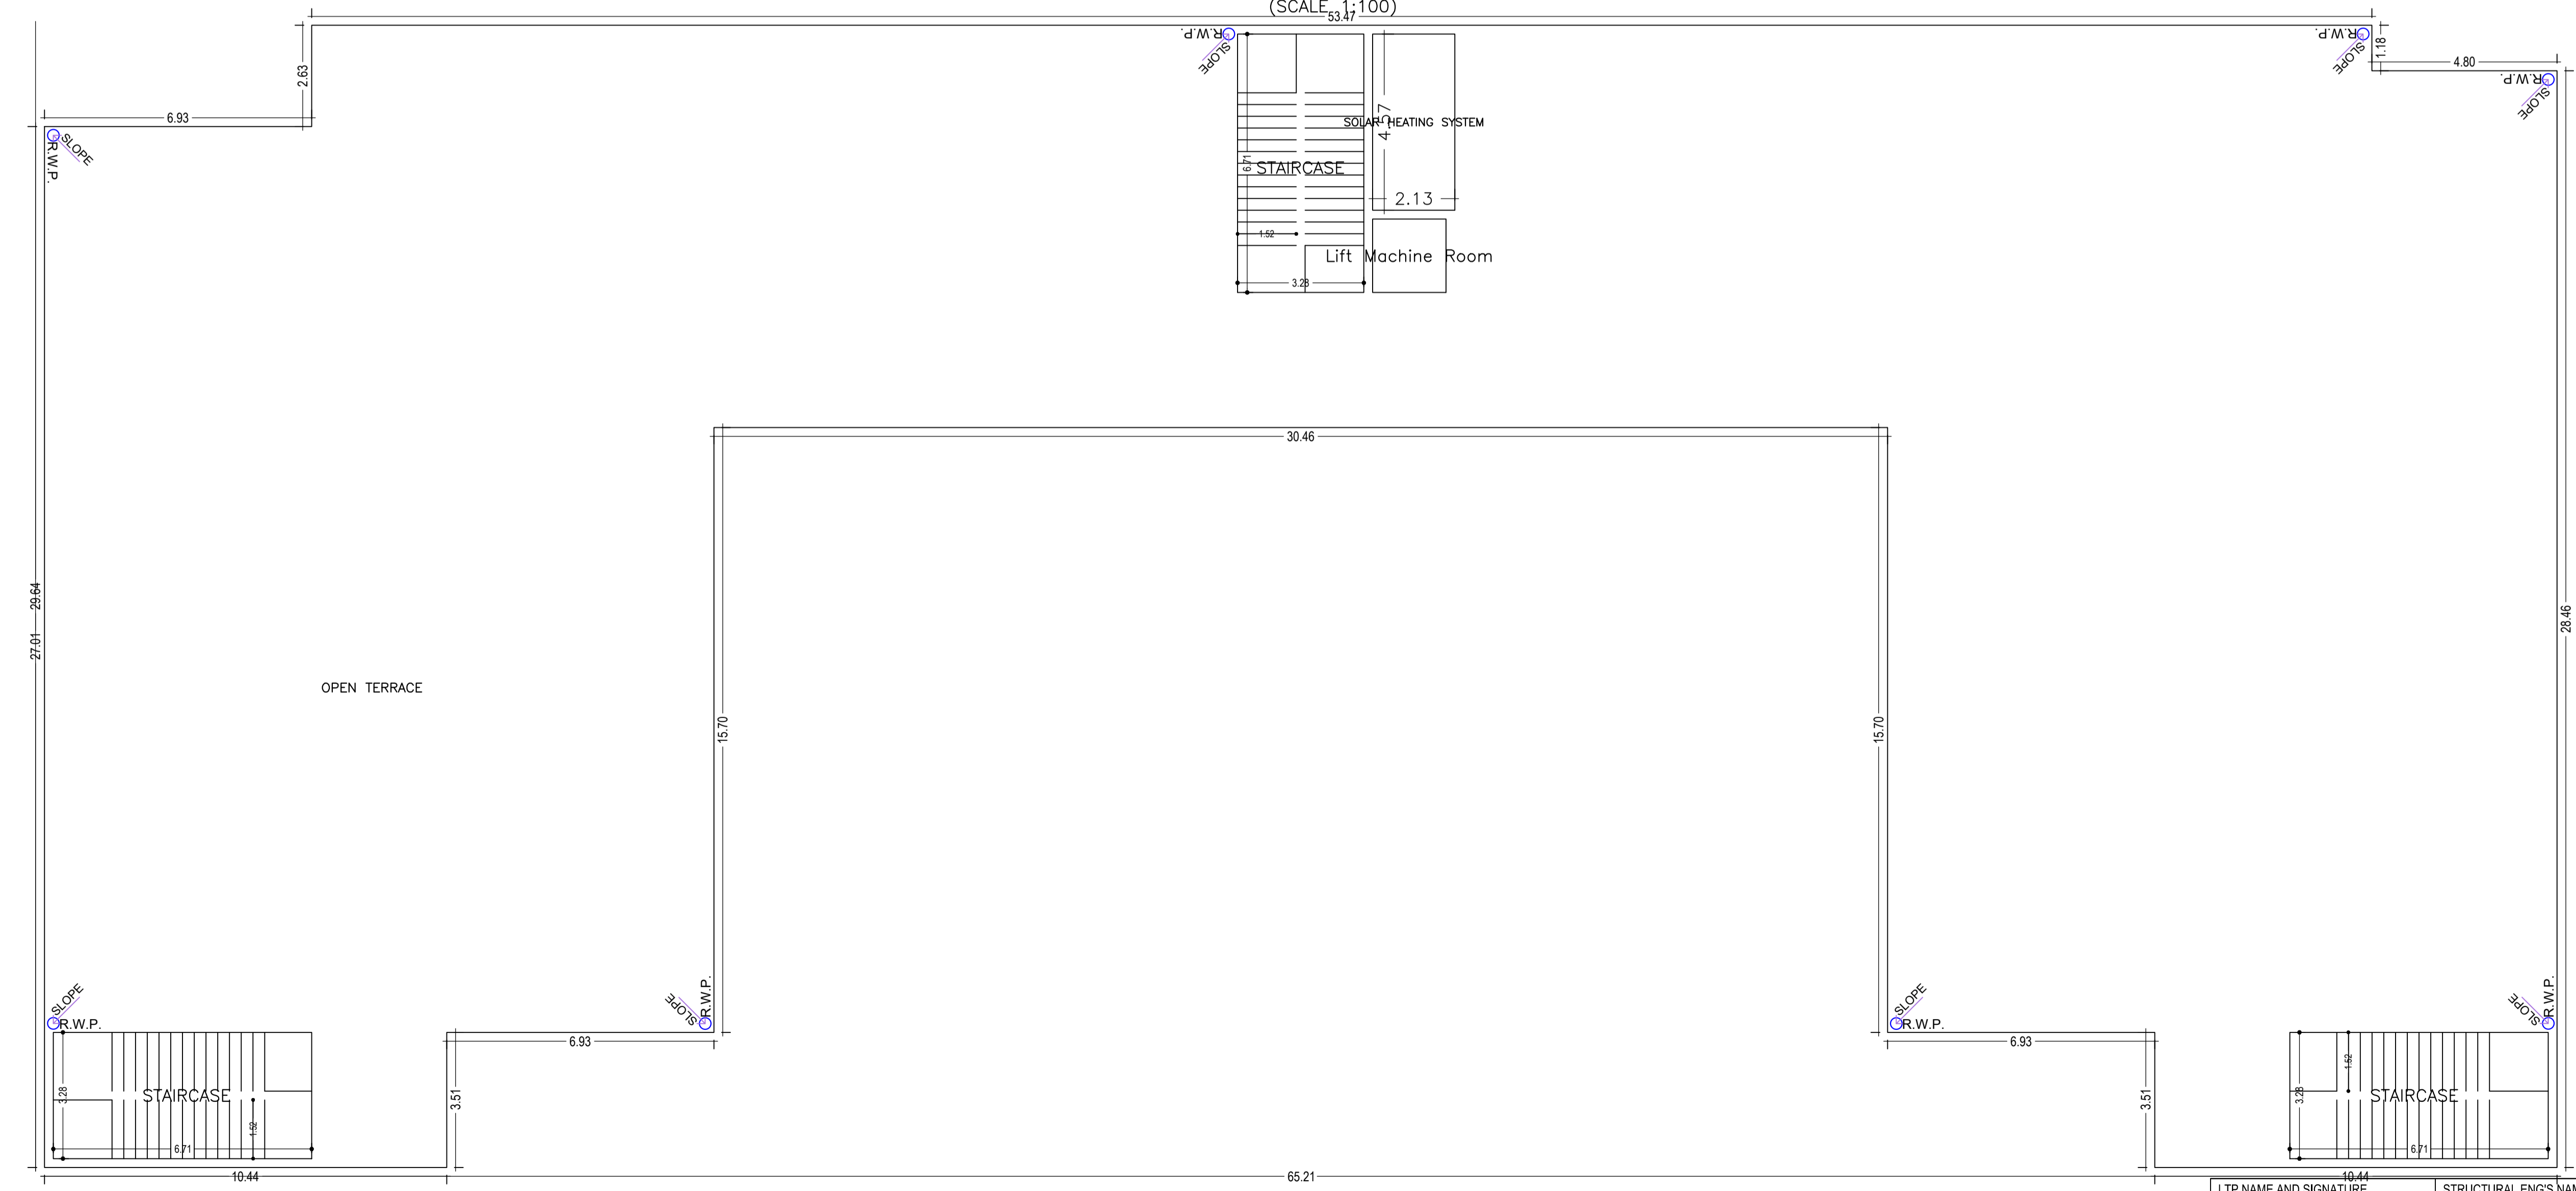 (SCALE 1:100)
53.47
R.W.P.
SLOPE
R.W.P.
SLOPE
1.18
4.80
R.W.P.
SLOPE
2.63
6.93
SLOPE
R.W.P.
4.57
SOLAR HEATING SYSTEM
6.71
STAIRCASE
2.13
1.52
Lift Machine Room
3.28
30.46
29.64
27.01
28.46
OPEN TERRACE
15.70
15.70
SLOPE
R.W.P.
SLOPE
R.W.P.
SLOPE
R.W.P.
SLOPE
R.W.P.
6.93
6.93
3.28
STAIRCASE
1.52
6.71
3.51
3.51
1.52
3.28
STAIRCASE
6.71
10.44
65.21
10.44
LTP NAME AND SIGNATURE
STRUCTURAL ENG'S